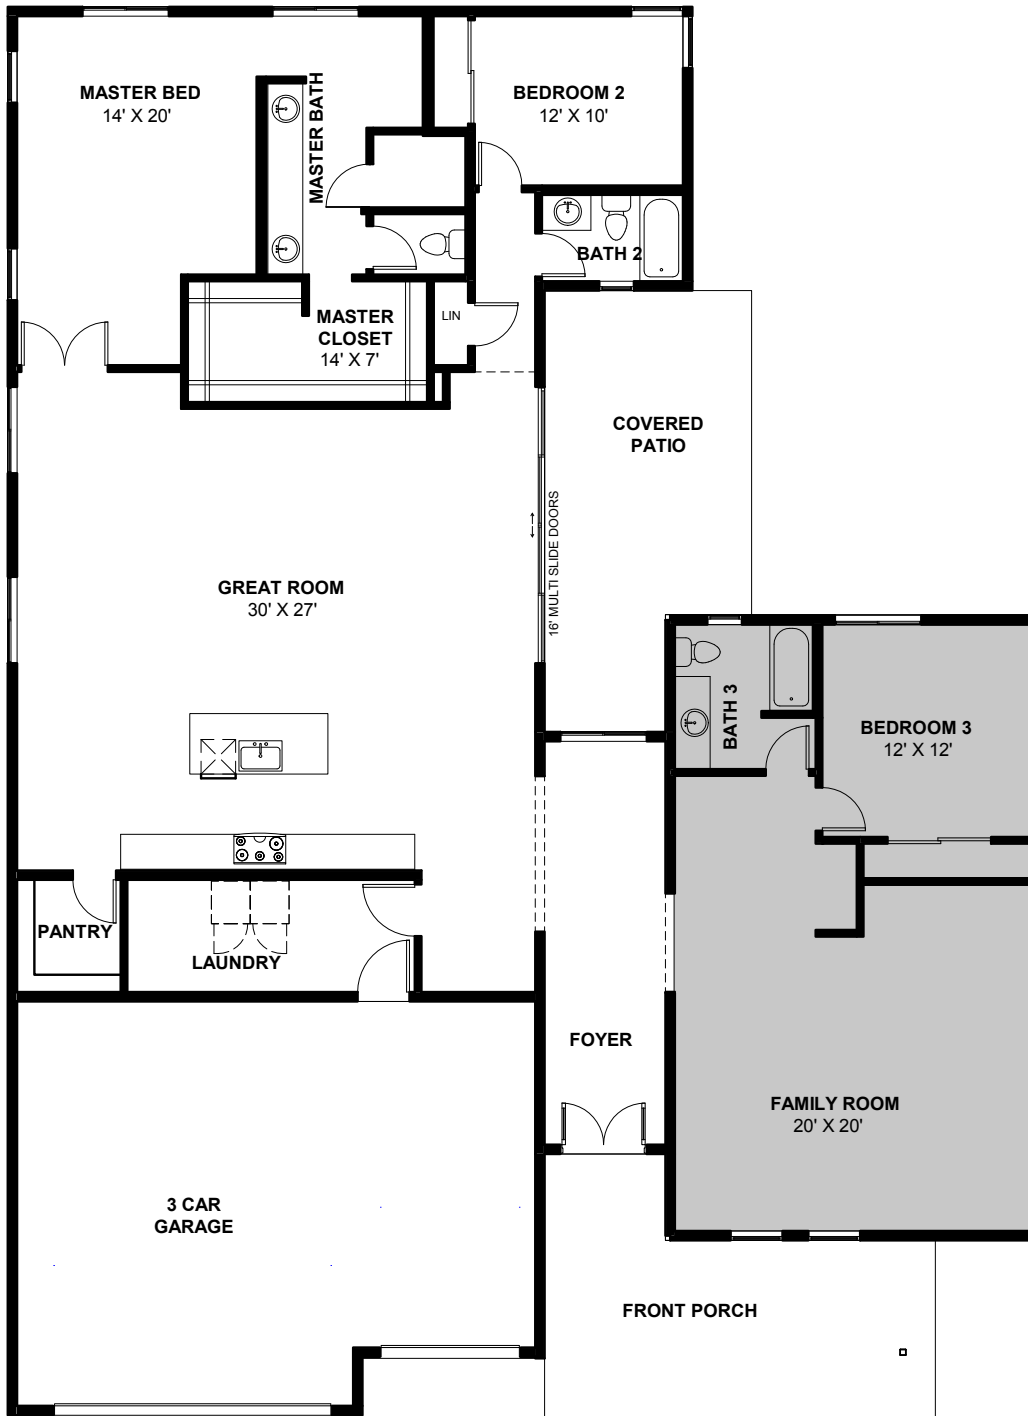 MASTER BED
14' X 20'
MASTER BATH
BEDROOM 2
12' X 10'
BATH 2
MASTER
CLOSET
14' X 7'
LIN
COVERED
PATIO
16' MULTI SLIDE DOORS
GREAT ROOM
30' X 27'
BATH 3
BEDROOM 3
12' X 12'
PANTRY
LAUNDRY
FOYER
FAMILY ROOM
20' X 20'
3 CAR
GARAGE
FRONT PORCH